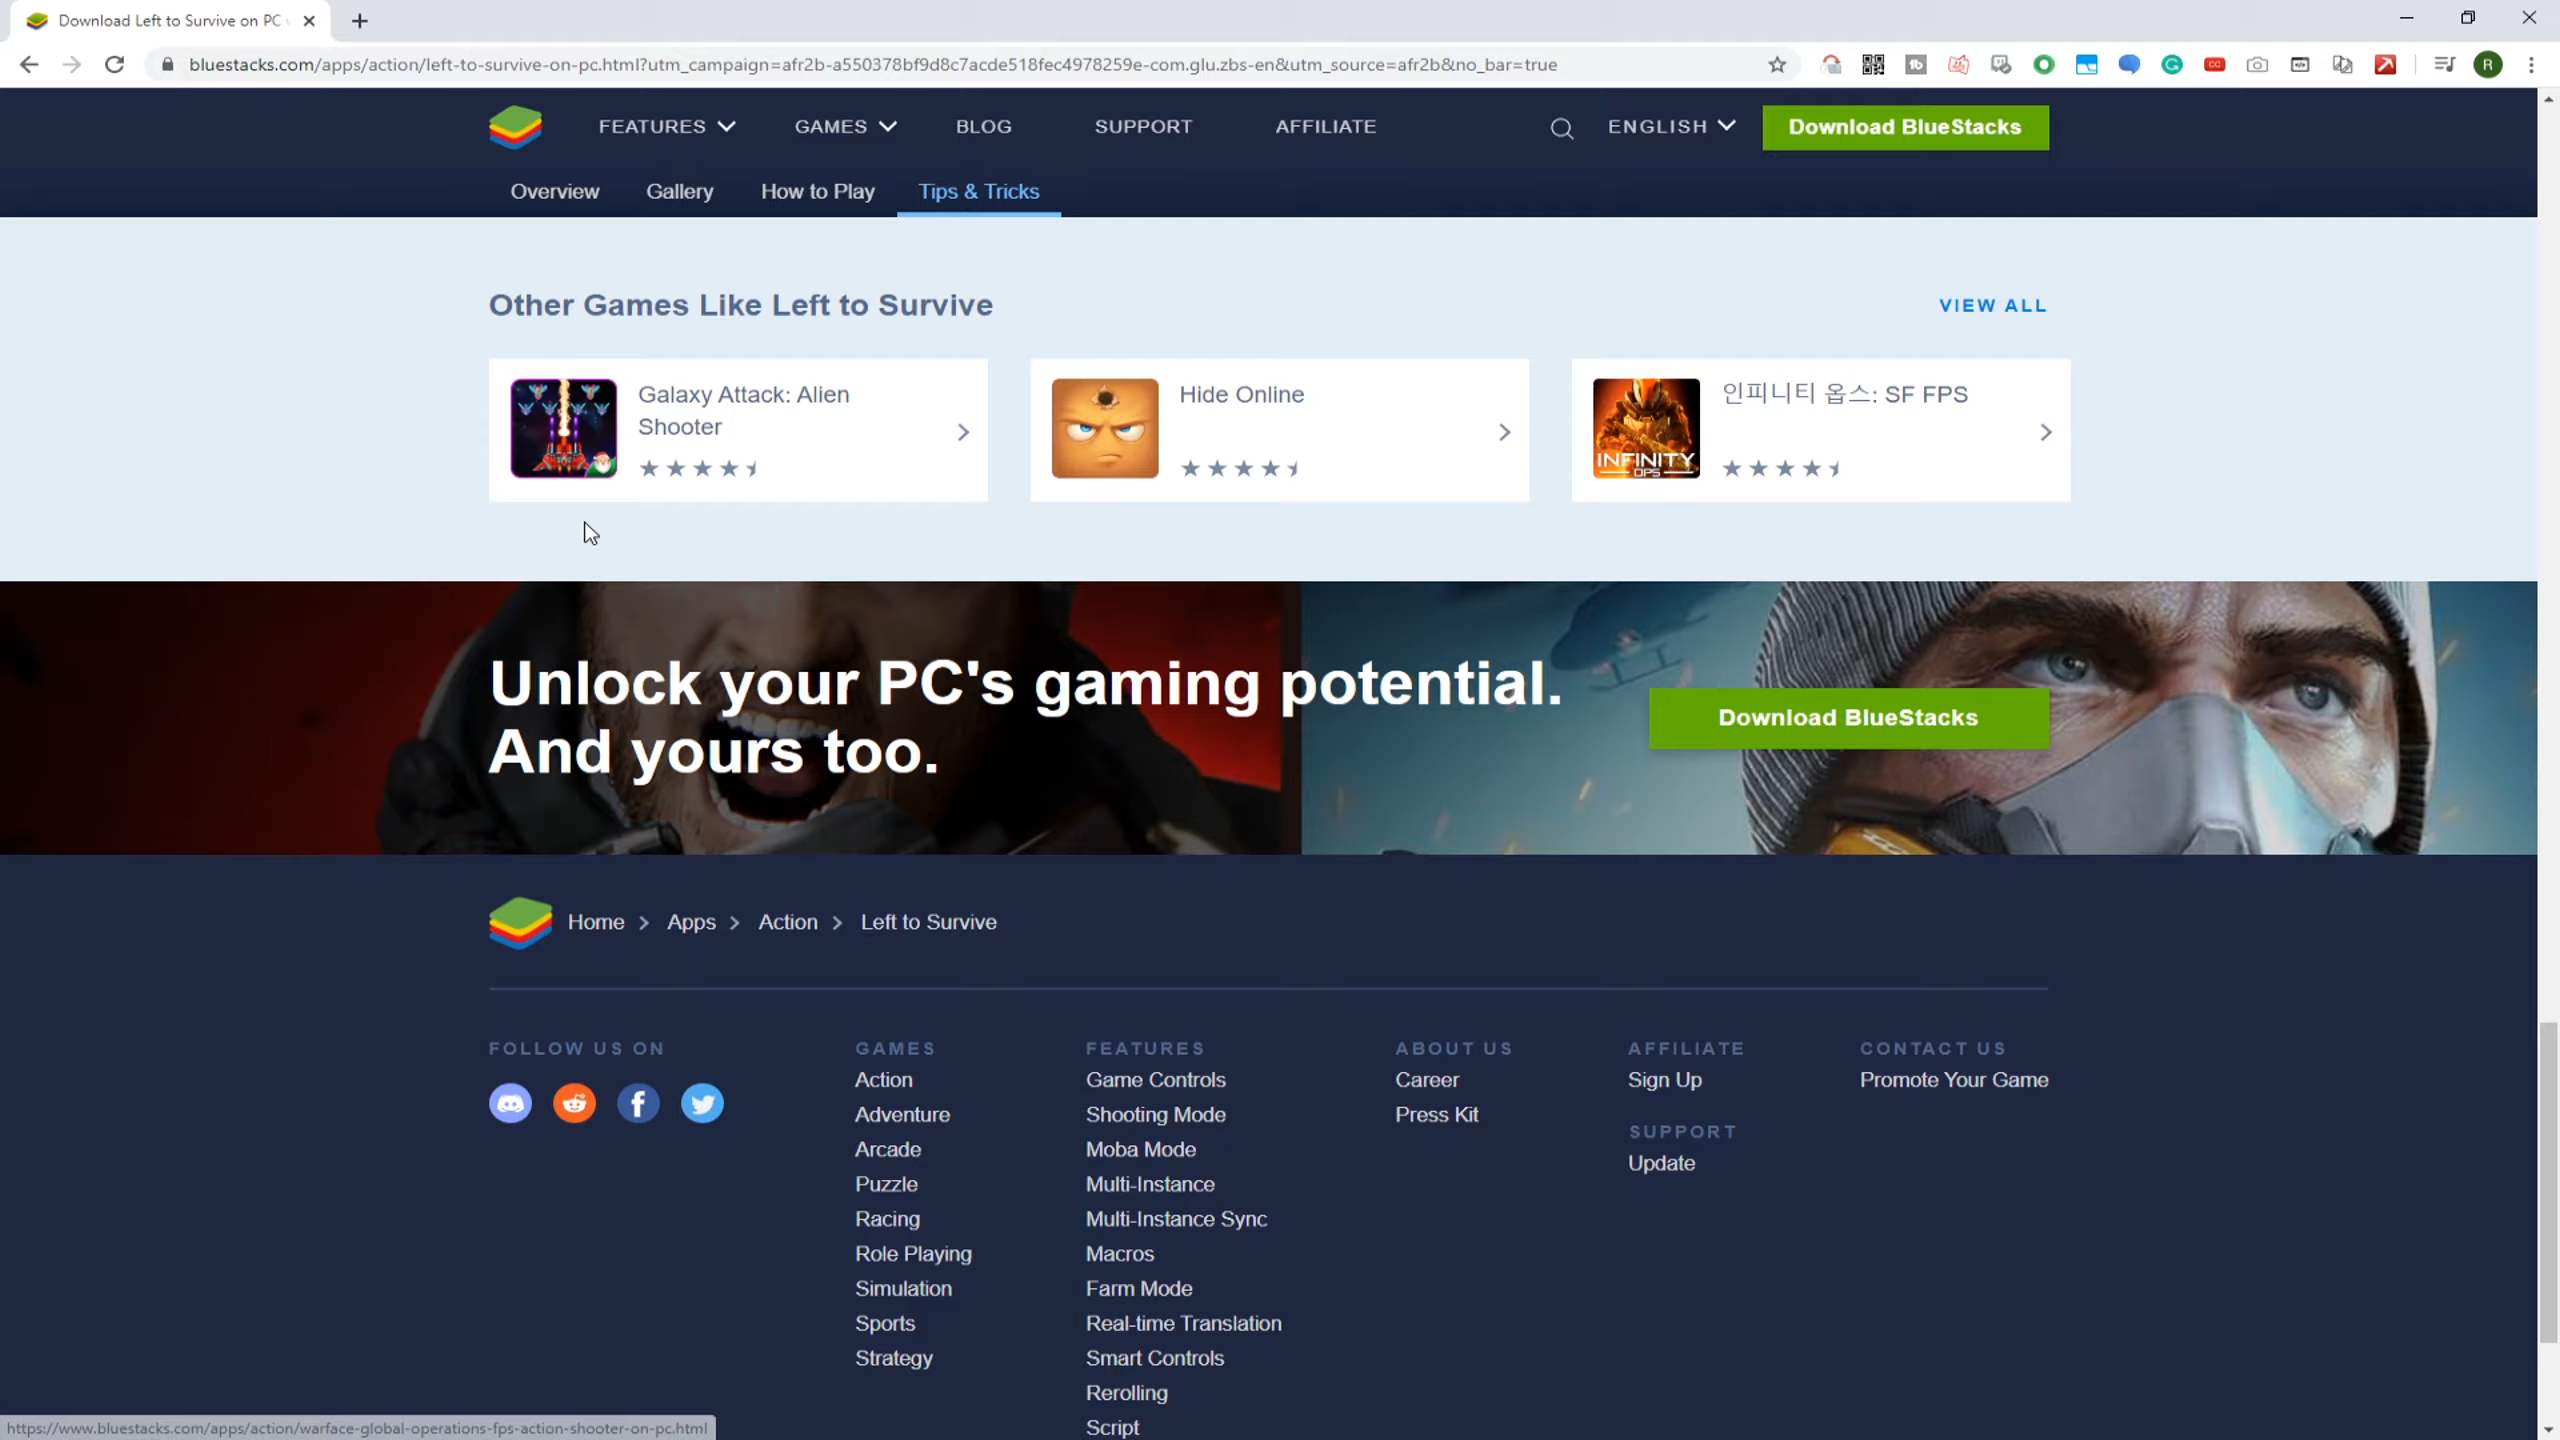 Download Left to Survive on PC
bluestacks.com/apps/action/left-to-survive-on-pc.html?utm_campaign=afr2b-a550378bf9d8c7acde518fec4978259e-com.glu.zbs-en&utm_source=afr2b&no_bar=true
R
FEATURES GAMES BLOG SUPPORT AFFILIATE ENGLISH Download BlueStacks
Overview Gallery How to Play Tips & Tricks
Other Games Like Left to Survive VIEW ALL
Galaxy Attack: Alien
Shooter
Hide Online
인피니티 옵스: SF FPS
INFINITY
OPS
Unlock your PC's gaming potential.
And yours too.
Download BlueStacks
Home > Apps > Action > Left to Survive
FOLLOW US ON
GAMES
Action
Adventure
Arcade
Puzzle
Racing
Role Playing
Simulation
Sports
Strategy
FEATURES
Game Controls
Shooting Mode
Moba Mode
Multi-Instance
Multi-Instance Sync
Macros
Farm Mode
Real-time Translation
Smart Controls
Rerolling
Script
ABOUT US
Career
Press Kit
AFFILIATE
Sign Up
SUPPORT
Update
CONTACT US
Promote Your Game
https://www.bluestacks.com/apps/action/warface-global-operations-fps-action-shooter-on-pc.html